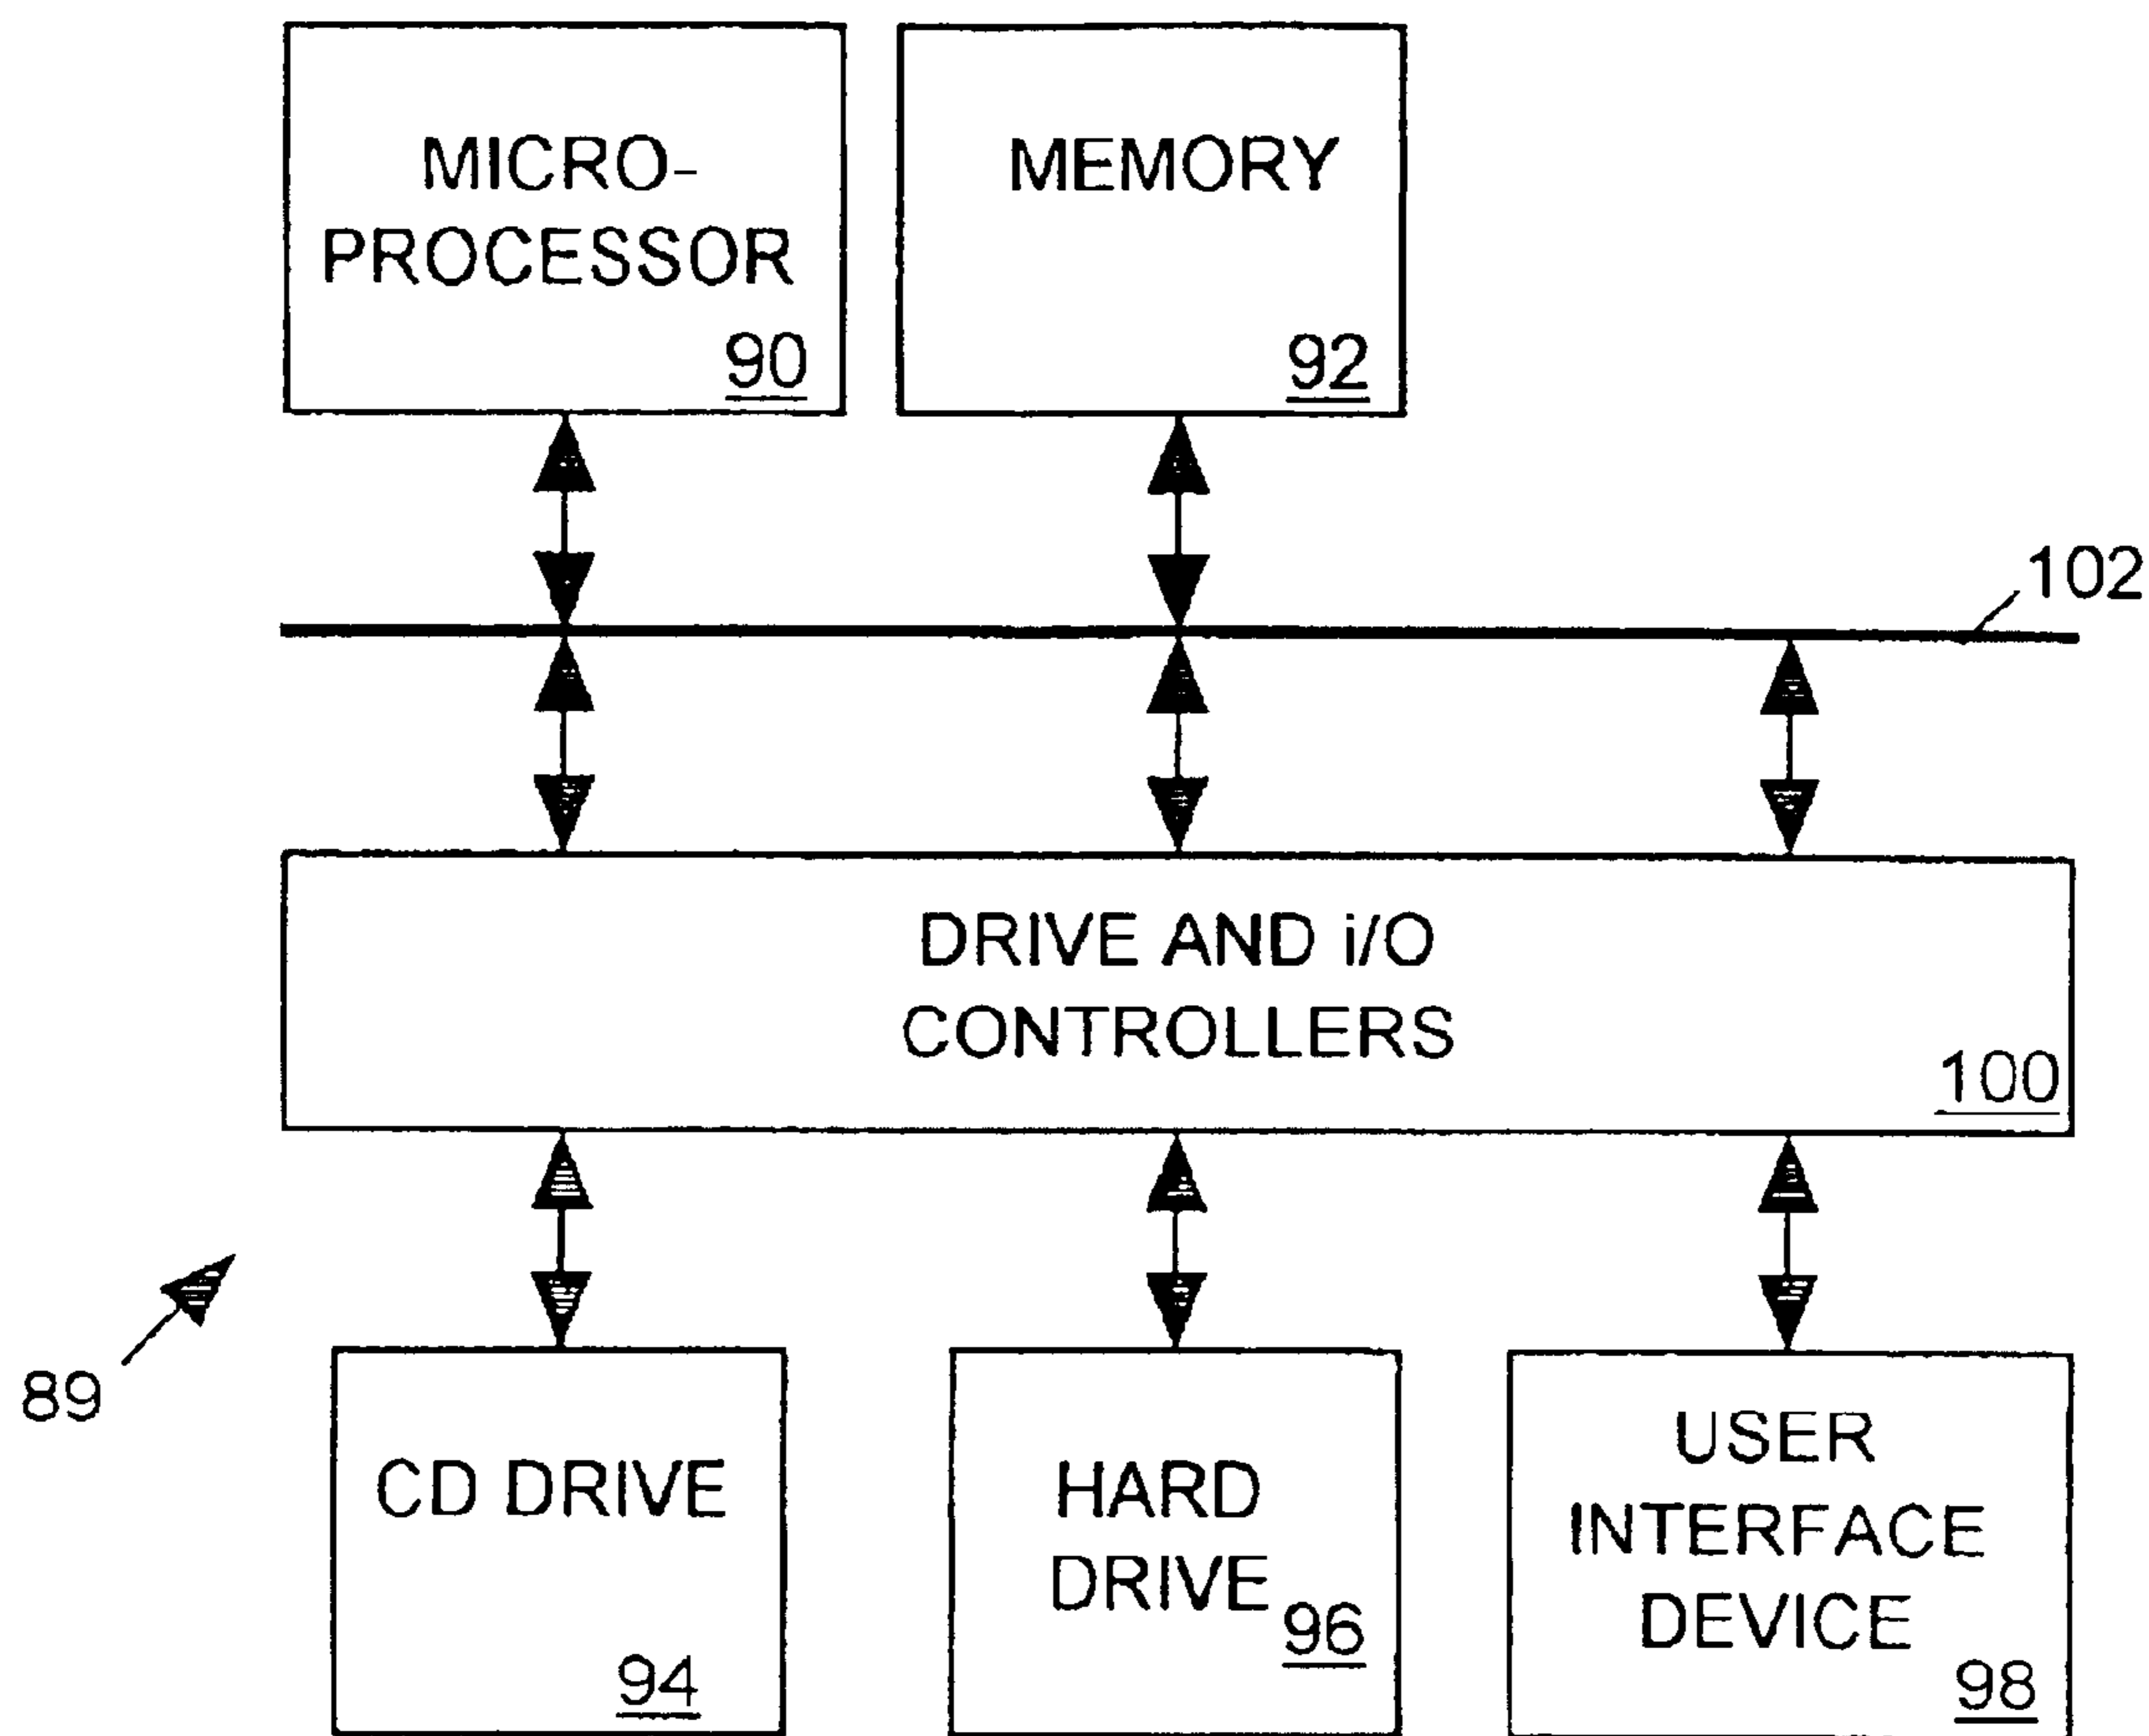 MICRO-
PROCESSOR
90
MEMORY
92
102
DRIVE AND i/O
CONTROLLERS
100
89
CD DRIVE
94
HARD
DRIVE
96
USER
INTERFACE
DEVICE
98